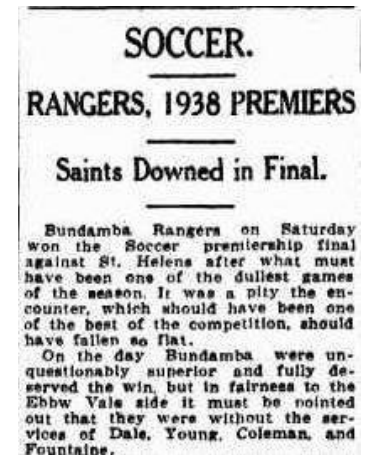 SOCCER.
RANGERS, 1938 PREMIERS
Saints Downed in Final.
Bundamba Rangers on Saturday
won the Soccer premiership final
against St. Helens after what must
have been one of the dullest games
of the season. It was a pity the en-
counter, which should have been one
of the best of the competition, should
have fallen so flat.
On the day Bundamba were un-
questionably superior and fully de-
served the win, but in fairness to the
Ebbw Vale side it must be pointed
out that they were without the ser-
vices of Dale, Young, Coleman, and
Fountaine.